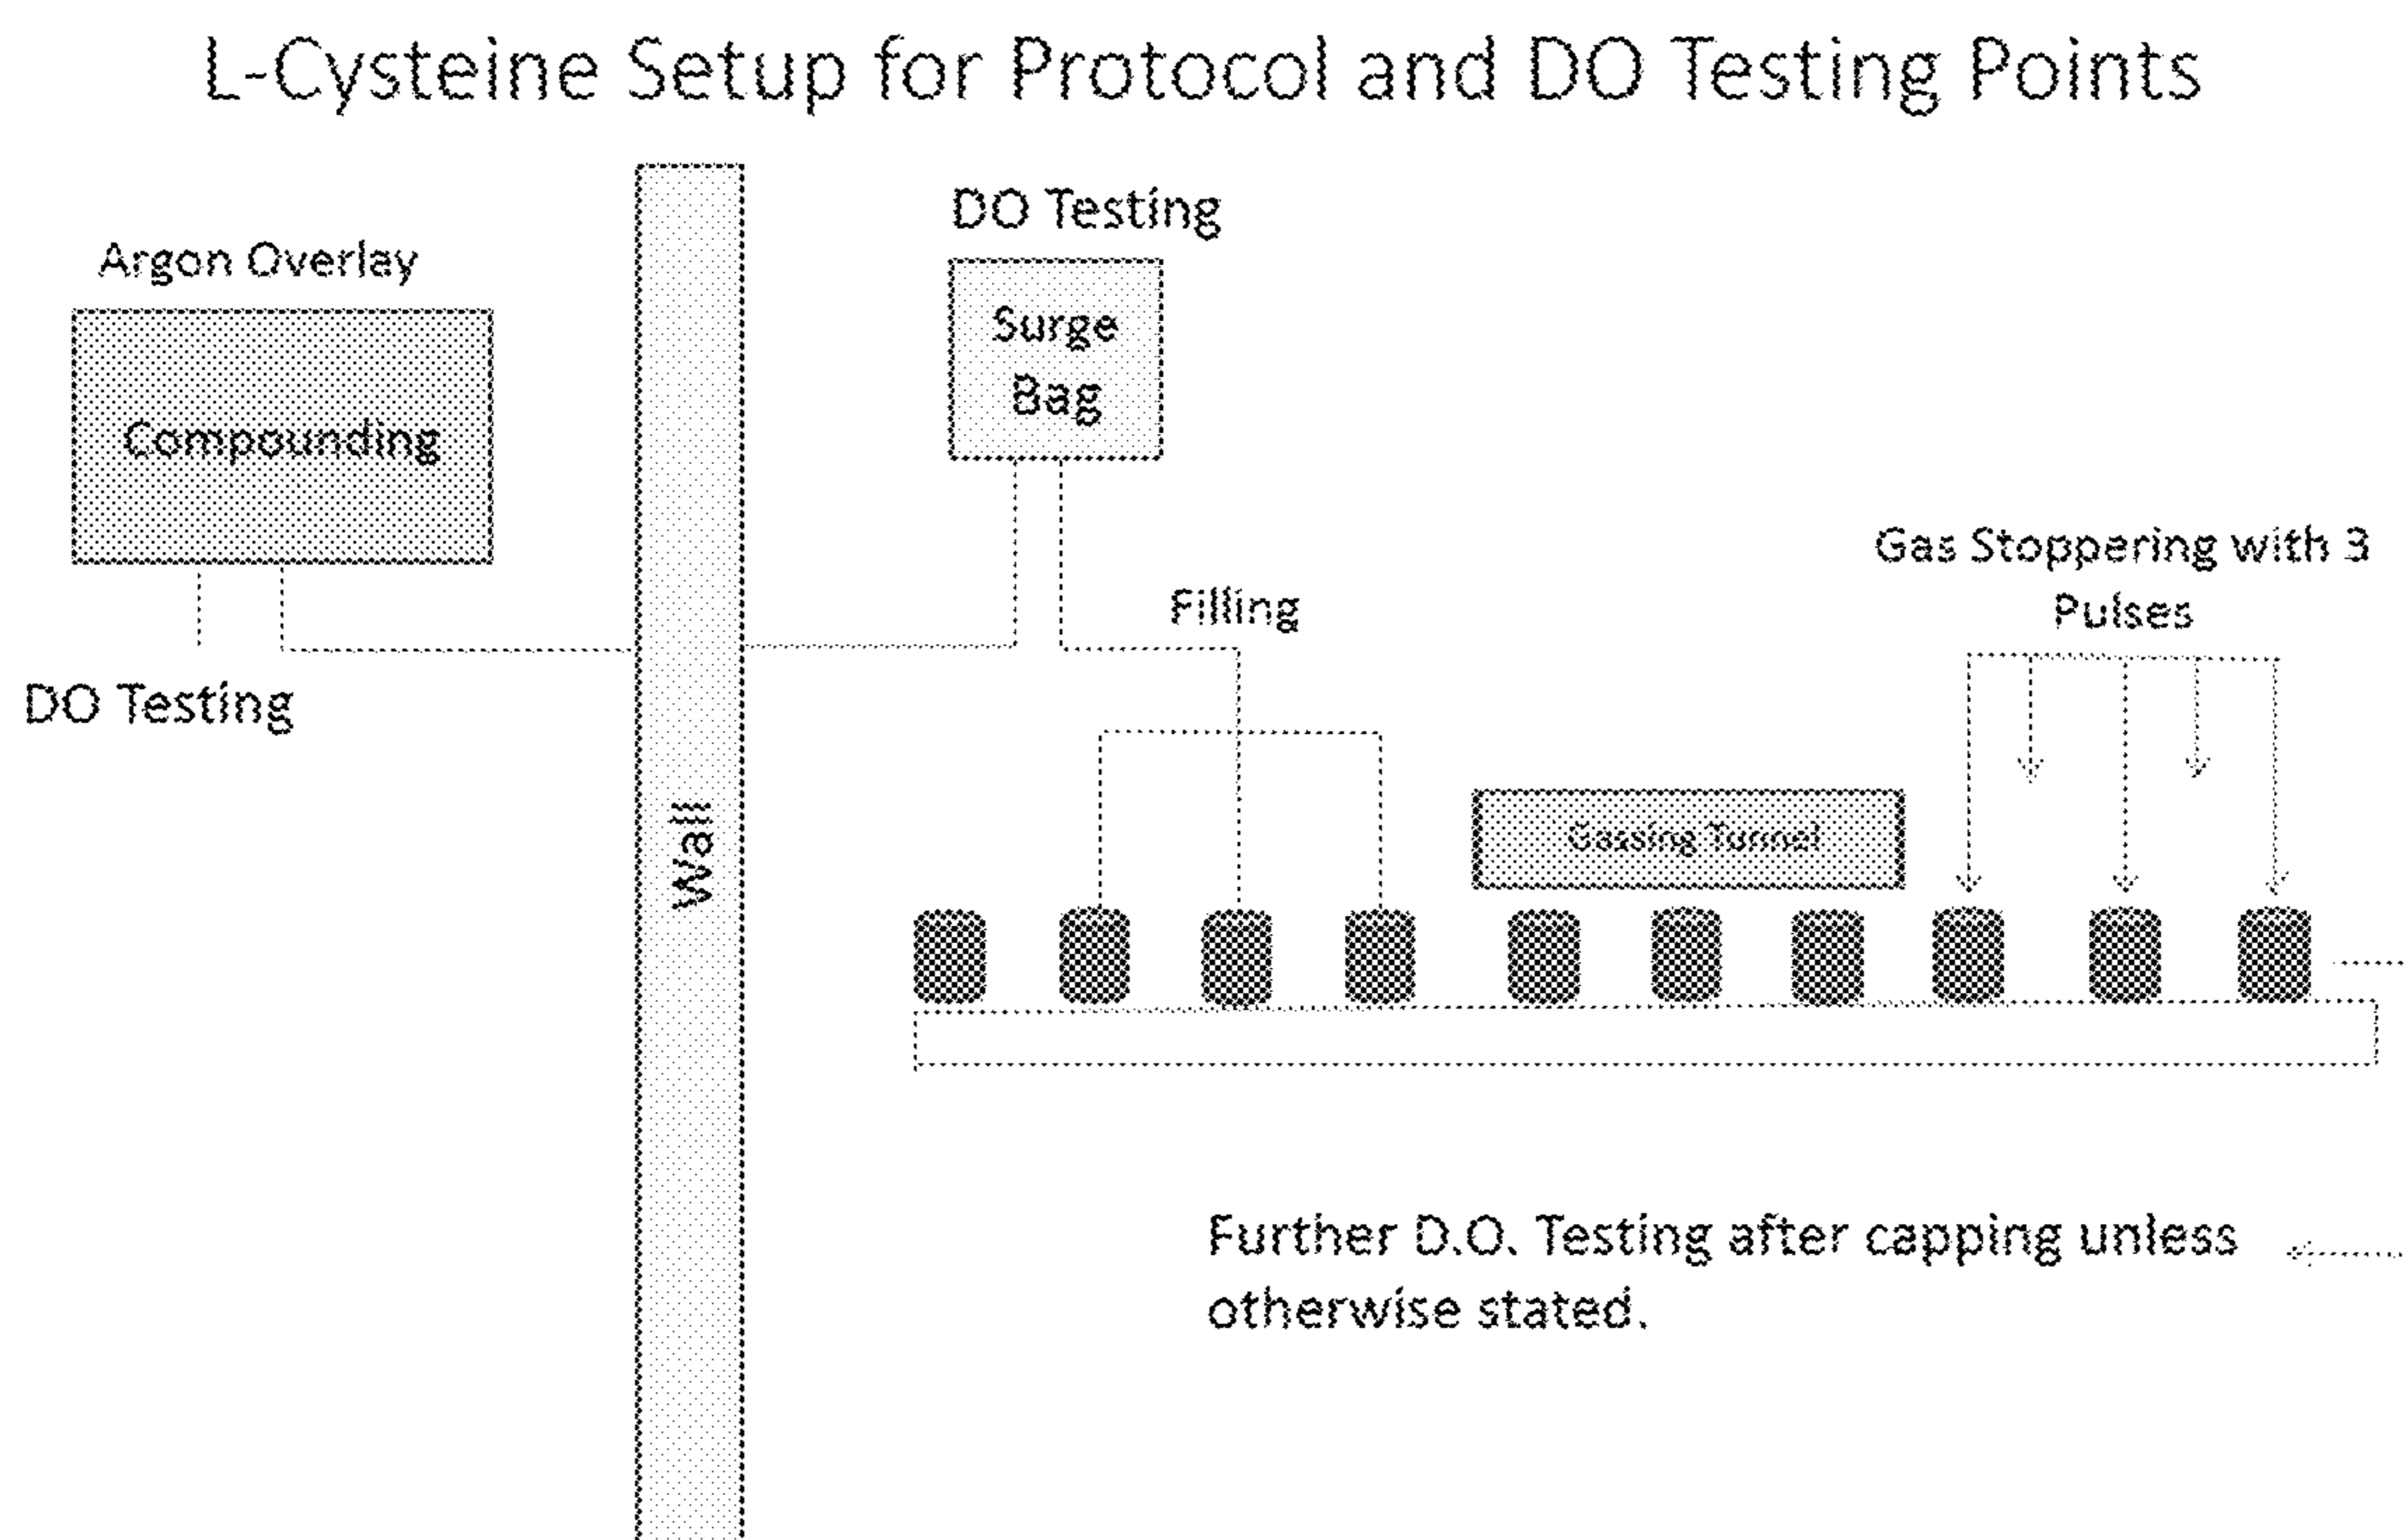 L-Cysteine Setup for Protocol and DO Testing Points
Argon Overlay
Compounding
DO Testing
Wall
DO Testing
Surge
Bag
Filling
Gassing Tunnel
Gas Stoppering with 3
Pulses
Further D.O. Testing after capping unless
otherwise stated.